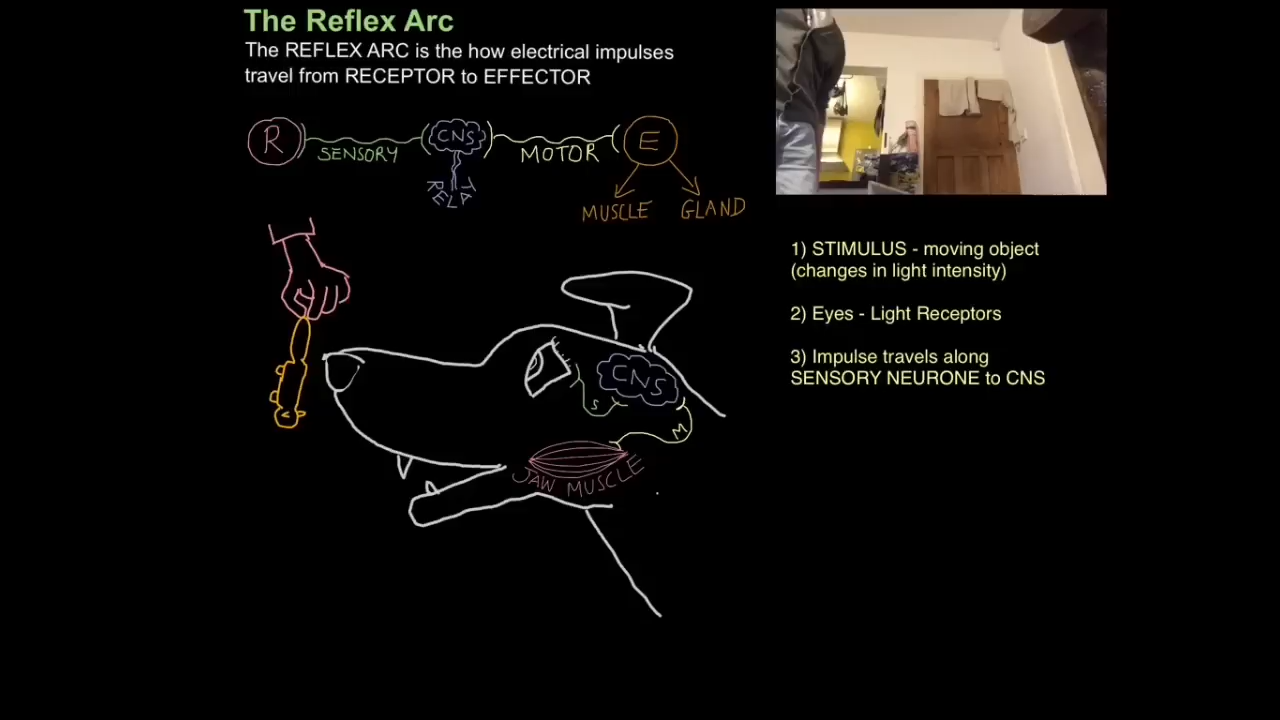 The Reflex Arc
The REFLEX ARC is the how electrical impulses
travel from RECEPTOR to EFFECTOR
R SENSORY CNS MOTOR E
RELA
MUSCLE GLAND
CNS
S
M
JAW MUSCLE
1) STIMULUS - moving object
(changes in light intensity)
2) Eyes - Light Receptors
3) Impulse travels along
SENSORY NEURONE to CNS